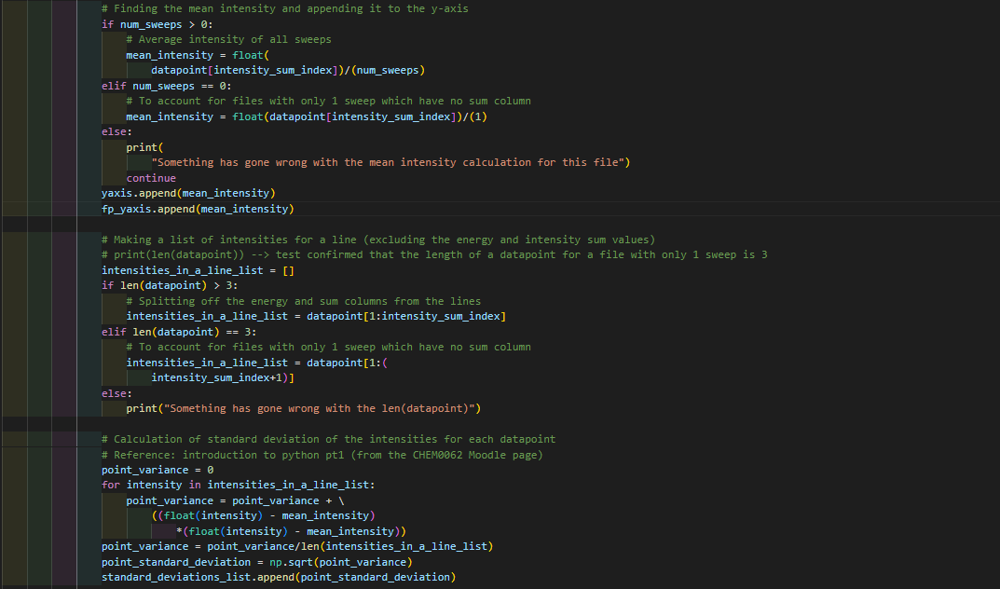 # Finding the mean intensity and appending it to the y-axis
if num_sweeps > 0:
# Average intensity of all sweeps
mean_intensity = float(
datapoint[intensity_sum_index])/(num_sweeps)
elif num_sweeps == 0:
# To account for files with only 1 sweep which have no sum column
mean_intensity = float(datapoint[intensity_sum_index])/(1)
else:
print(
"Something has gone wrong with the mean intensity calculation for this file")
continue
yaxis.append(mean_intensity)
fp_yaxis.append(mean_intensity)
# Making a list of intensities for a line (excluding the energy and intensity sum values)
# print(len(datapoint)) --> test confirmed that the length of a datapoint for a file with only 1 sweep is 3
intensities_in_a_line_list = []
if len(datapoint) > 3:
# Splitting off the energy and sum columns from the lines
intensities_in_a_line_list = datapoint[1:intensity_sum_index]
elif len(datapoint) == 3:
# To account for files with only 1 sweep which have no sum column
intensities_in_a_line_list = datapoint[1:(
intensity_sum_index+1)]
else:
print("Something has gone wrong with the len(datapoint)")
# Calculation of standard deviation of the intensities for each datapoint
# Reference: introduction to python pt1 (from the CHEM0062 Moodle page)
point_variance = 0
for intensity in intensities_in_a_line_list:
point_variance = point_variance + \
((float(intensity) - mean_intensity)
*(float(intensity) - mean_intensity))
point_variance = point_variance/len(intensities_in_a_line_list)
point_standard_deviation = np.sqrt(point_variance)
standard_deviations_list.append(point_standard_deviation)